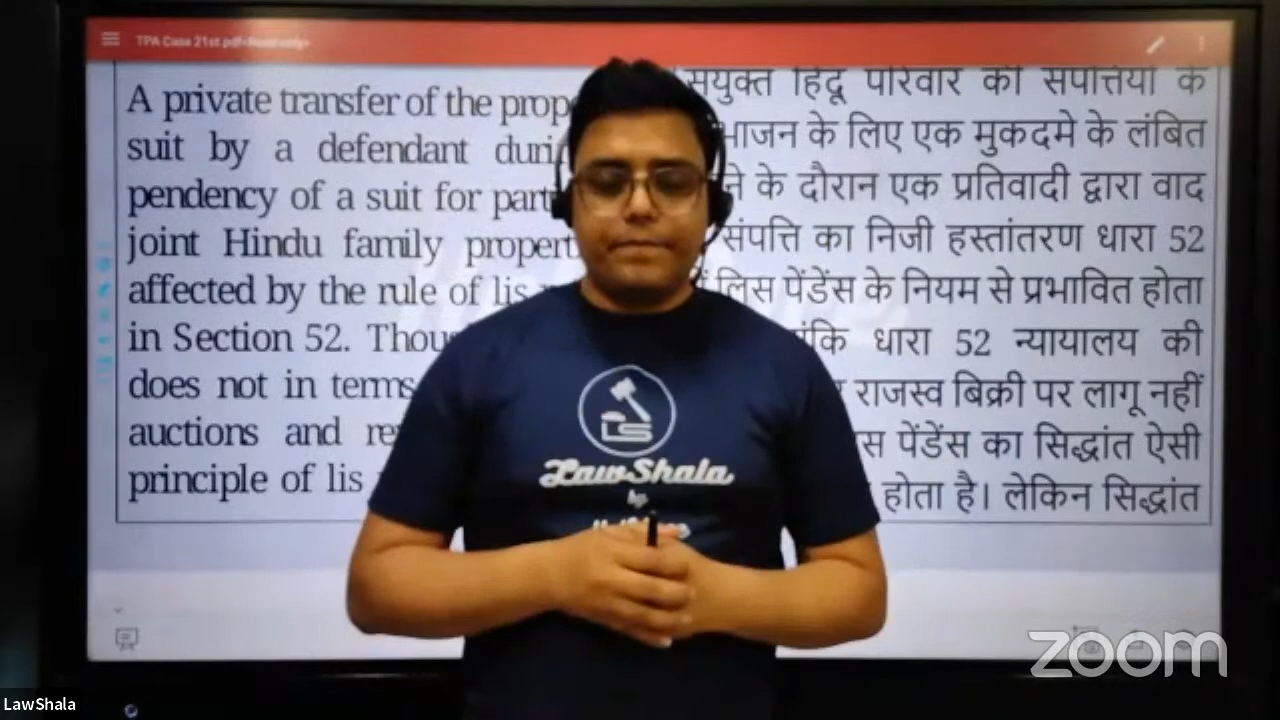 TPA Case 21st.pdf<Read-only>
A private transfer of the prop
suit by a defendant duri
pendency of a suit for part
joint Hindu family propert
affected by the rule of lis
in Section 52. Thou
does not in terms
auctions and re
principle of lis
संयुक्त हिंदू परिवार की संपत्तियों के
भाजन के लिए एक मुकदमे के लंबित
ने के दौरान एक प्रतिवादी द्वारा वाद
संपत्ति का निजी हस्तांतरण धारा 52
लिस पेंडेंस के नियम से प्रभावित होता
कि धारा 52 न्यायालय की
राजस्व बिक्री पर लागू नहीं
स पेंडेंस का सिद्धांत ऐसी
होता है। लेकिन सिद्धांत
LawShala
by
zoom
LawShala